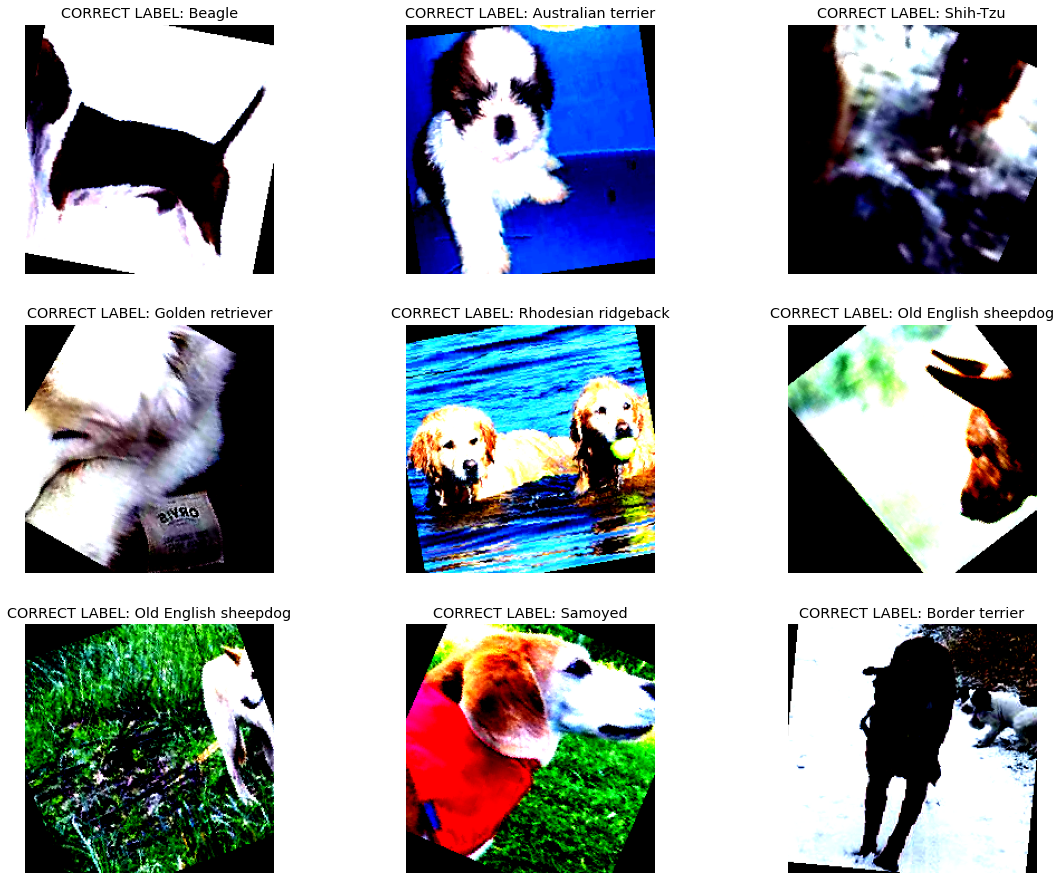 CORRECT LABEL: Beagle
CORRECT LABEL: Australian terrier
CORRECT LABEL: Shih-Tzu
CORRECT LABEL: Golden retriever
CORRECT LABEL: Rhodesian ridgeback
CORRECT LABEL: Old English sheepdog
ORVIS
CORRECT LABEL: Old English sheepdog
CORRECT LABEL: Samoyed
CORRECT LABEL: Border terrier